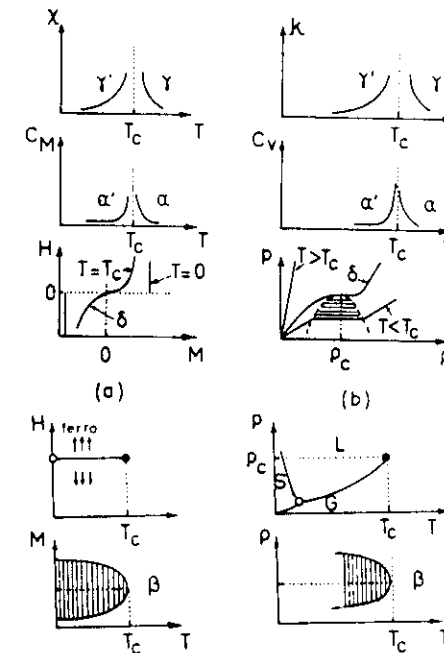 χ k
γ' γ γ' γ
T_c T T_c
C_M C_v
α' α α' α
T_c T T_c
H T=T_c T=0 p T>T_c δ
0 δ T<T_c
0 M ρ_c ρ
(a) (b)
H ferro p
↑↑↑ p_c L
↓↓↓ S G
T_c T_c T
M β ρ β
T_c T T_c T